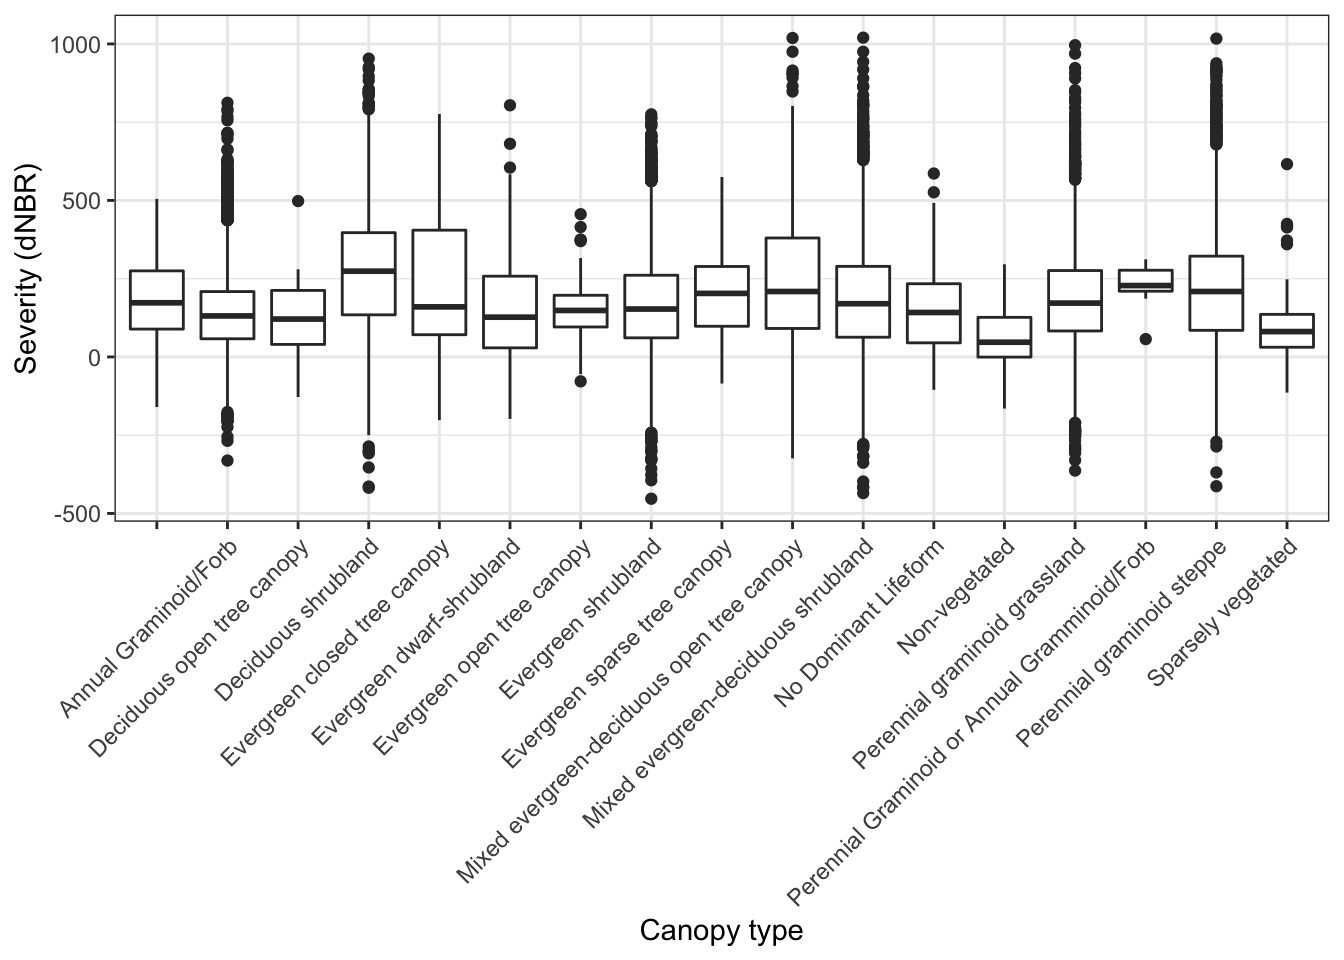 1000
500
0
-500
Severity (dNBR)
Annual Graminoid/Forb
Deciduous open tree canopy
Deciduous shrubland
Evergreen closed tree canopy
Evergreen dwarf-shrubland
Evergreen open tree canopy
Evergreen shrubland
Evergreen sparse tree canopy
Mixed evergreen-deciduous open tree canopy
Mixed evergreen-deciduous shrubland
No Dominant Lifeform
Non-vegetated
Perennial graminoid grassland
Perennial Graminoid or Annual Gramminoid/Forb
Perennial graminoid steppe
Sparsely vegetated
Canopy type